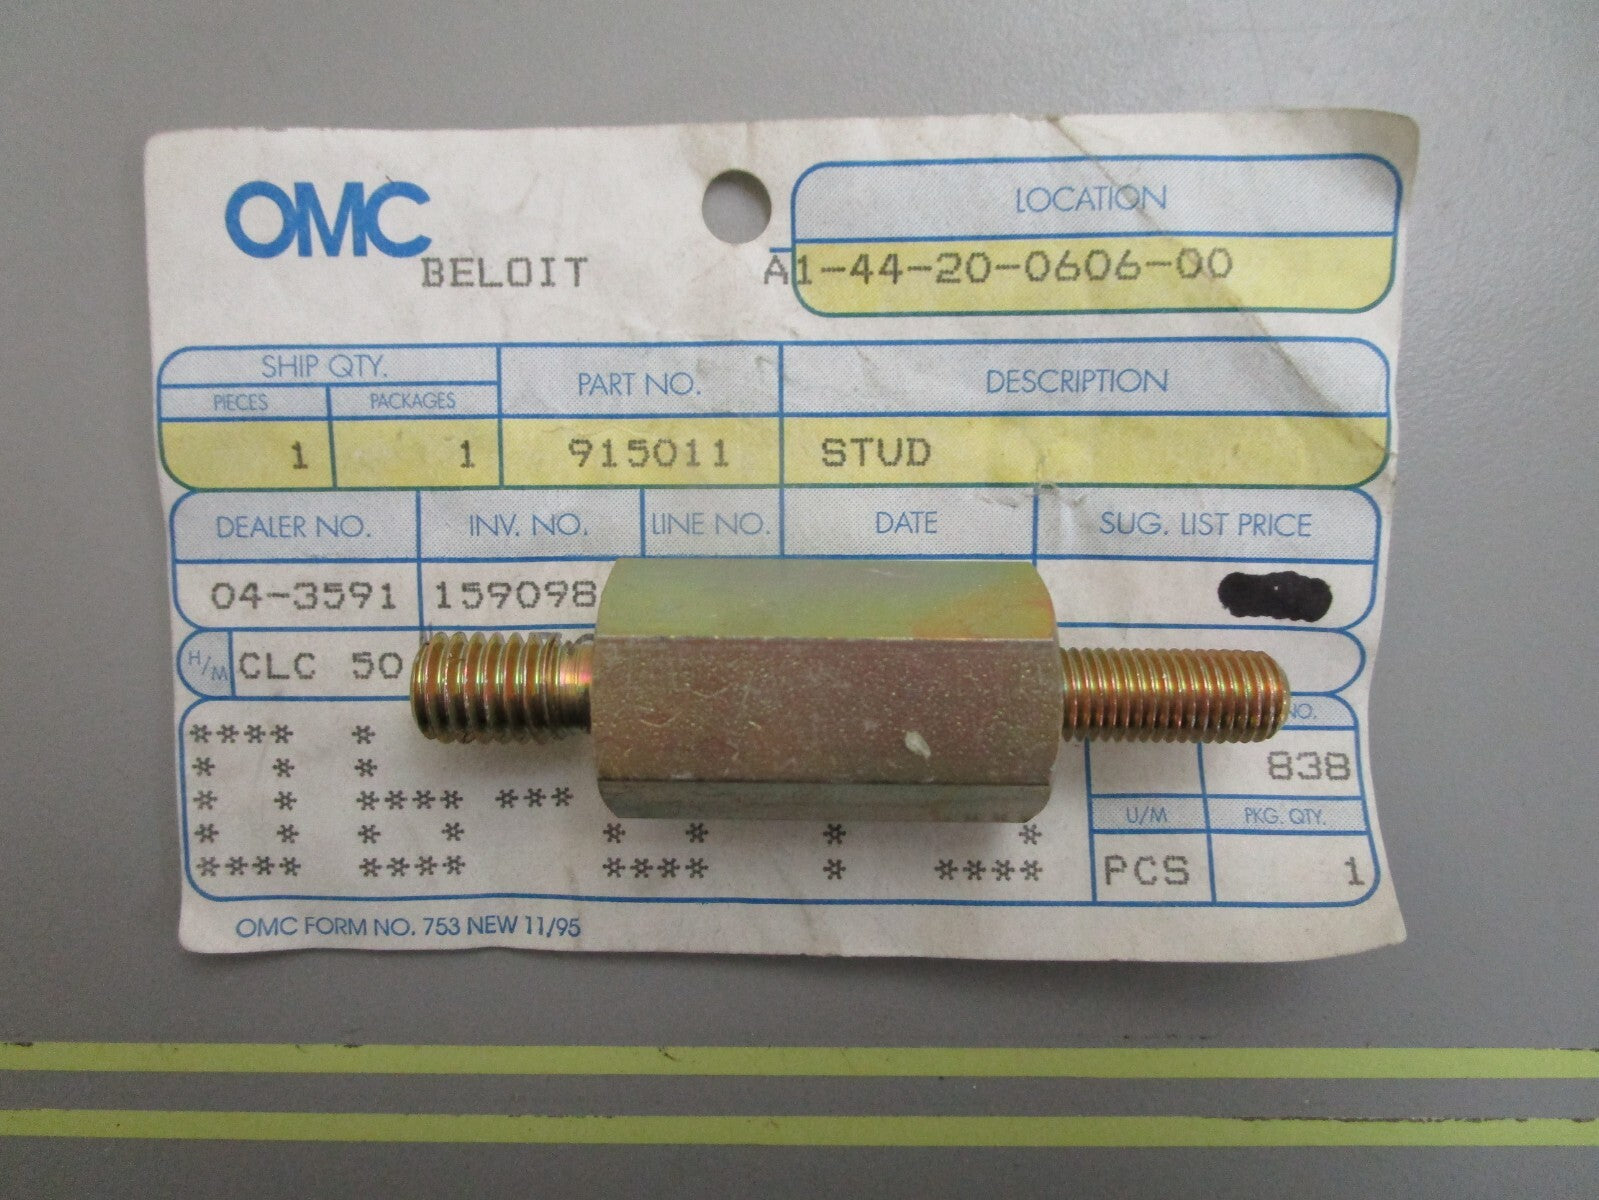 OMC
LOCATION
BELOIT A1-44-20-0606-00
SHIP QTY. PART NO. DESCRIPTION
PIECES PACKAGES
1 1 915011 STUD
DEALER NO. INV. NO. LINE NO. DATE SUG. LIST PRICE
04-3591 159098
H/M CLC 50
NO.
**** *
* * * 838
* * **** ***
U/M PKG. QTY.
* * * * * * * *
**** **** **** * **** PCS 1
OMC FORM NO. 753 NEW 11/95